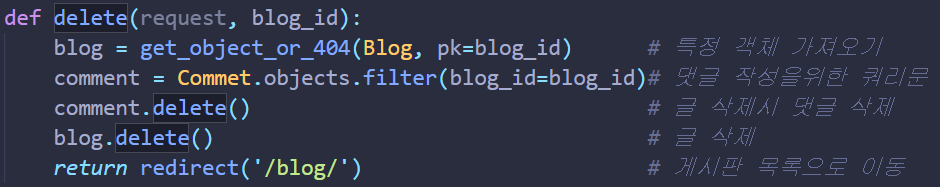 def delete(request, blog_id):
    blog = get_object_or_404(Blog, pk=blog_id)       # 특정 객체 가져오기
    comment = Commet.objects.filter(blog_id=blog_id)# 댓글 작성을위한 쿼리문
    comment.delete()                                 # 글 삭제시 댓글 삭제
    blog.delete()                                    # 글 삭제
    return redirect('/blog/')                        # 게시판 목록으로 이동